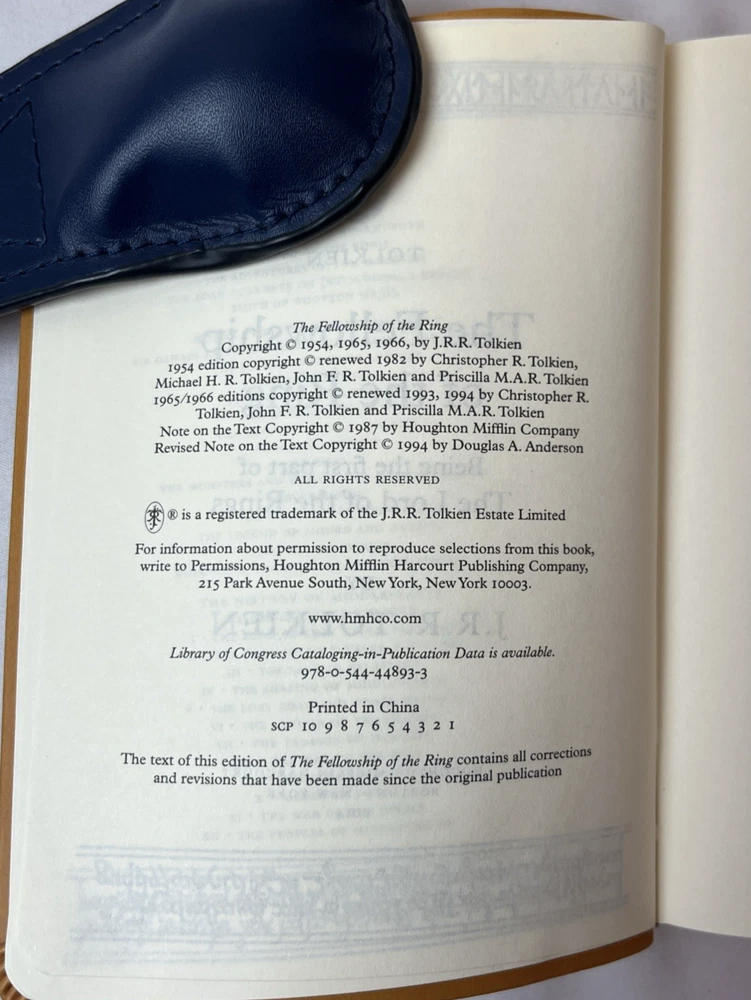 The Fellowship of the Ring
Copyright © 1954, 1965, 1966, by J.R.R. Tolkien
1954 edition copyright © renewed 1982 by Christopher R. Tolkien,
Michael H. R. Tolkien, John F. R. Tolkien and Priscilla M.A.R. Tolkien
1965/1966 editions copyright © renewed 1993, 1994 by Christopher R.
Tolkien, John F. R. Tolkien and Priscilla M.A.R. Tolkien
Note on the Text Copyright © 1987 by Houghton Mifflin Company
Revised Note on the Text Copyright © 1994 by Douglas A. Anderson
ALL RIGHTS RESERVED
® is a registered trademark of the J.R.R. Tolkien Estate Limited
For information about permission to reproduce selections from this book,
write to Permissions, Houghton Mifflin Harcourt Publishing Company,
215 Park Avenue South, New York, New York 10003.
www.hmhco.com
Library of Congress Cataloging-in-Publication Data is available.
978-0-544-44893-3
Printed in China
SCP 10 9 8 7 6 5 4 3 2 1
The text of this edition of The Fellowship of the Ring contains all corrections
and revisions that have been made since the original publication